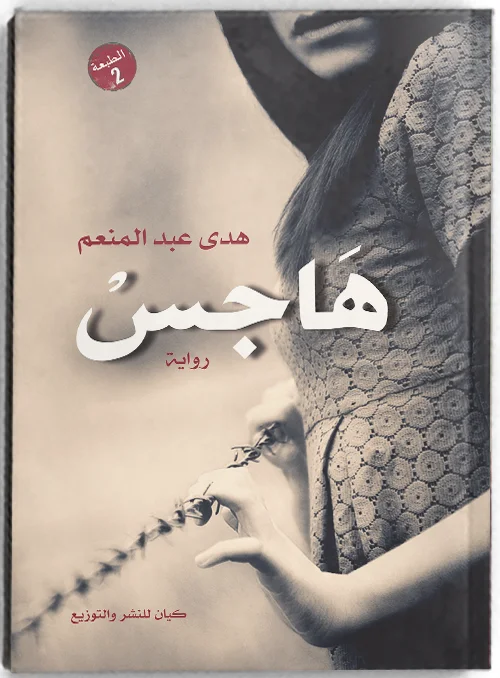 الطبعة
2
هدى عبد المنعم
هَاجسْ
رواية
كيان للنشر والتوزيع